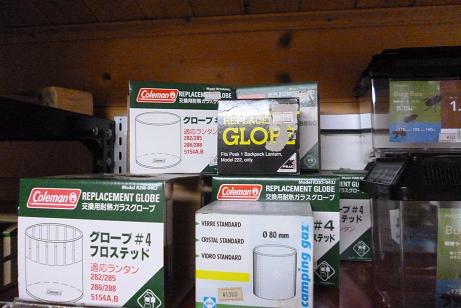 Coleman
REPLACEMENT GLOBE
交換用耐熱ガラスグローブ
グローブ#4
適応ランタン
282/285
286/288
5154A,B
REPLACEMENT
GLOBE
Fits Peak 1 Backpack Lantern,
Model 222, only
Coleman
REPLACEMENT GLOBE
交換用耐熱ガラスグローブ
グローブ#4
フロステッド
適応ランタン
282/285
286/288
5154A,B
Coleman
REPLACEMENT GLOBE
交換用耐熱ガラスグローブ
VERRE STANDARD
CRISTAL STANDARD
VIDRO STANDARD
Ø 80 mm
camping gaz
Bug Box